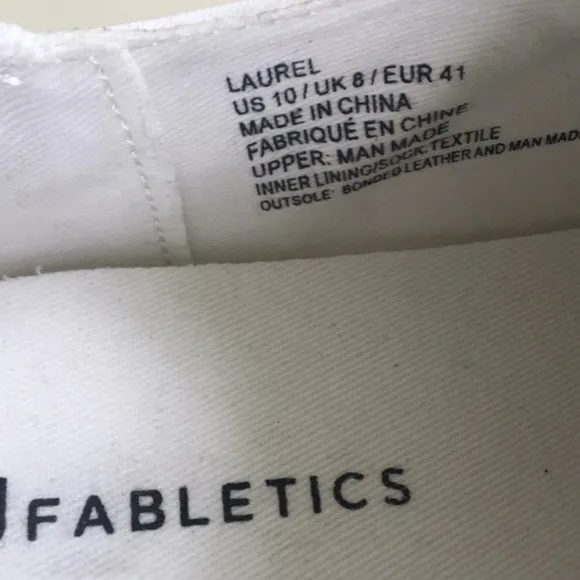 LAUREL
US 10 / UK 8 / EUR 41
MADE IN CHINA
FABRIQUÉ EN CHINE
UPPER: MAN MADE
INNER LINING/SOCK: TEXTILE
OUTSOLE: BONDED LEATHER AND MAN MAD
FABLETICS